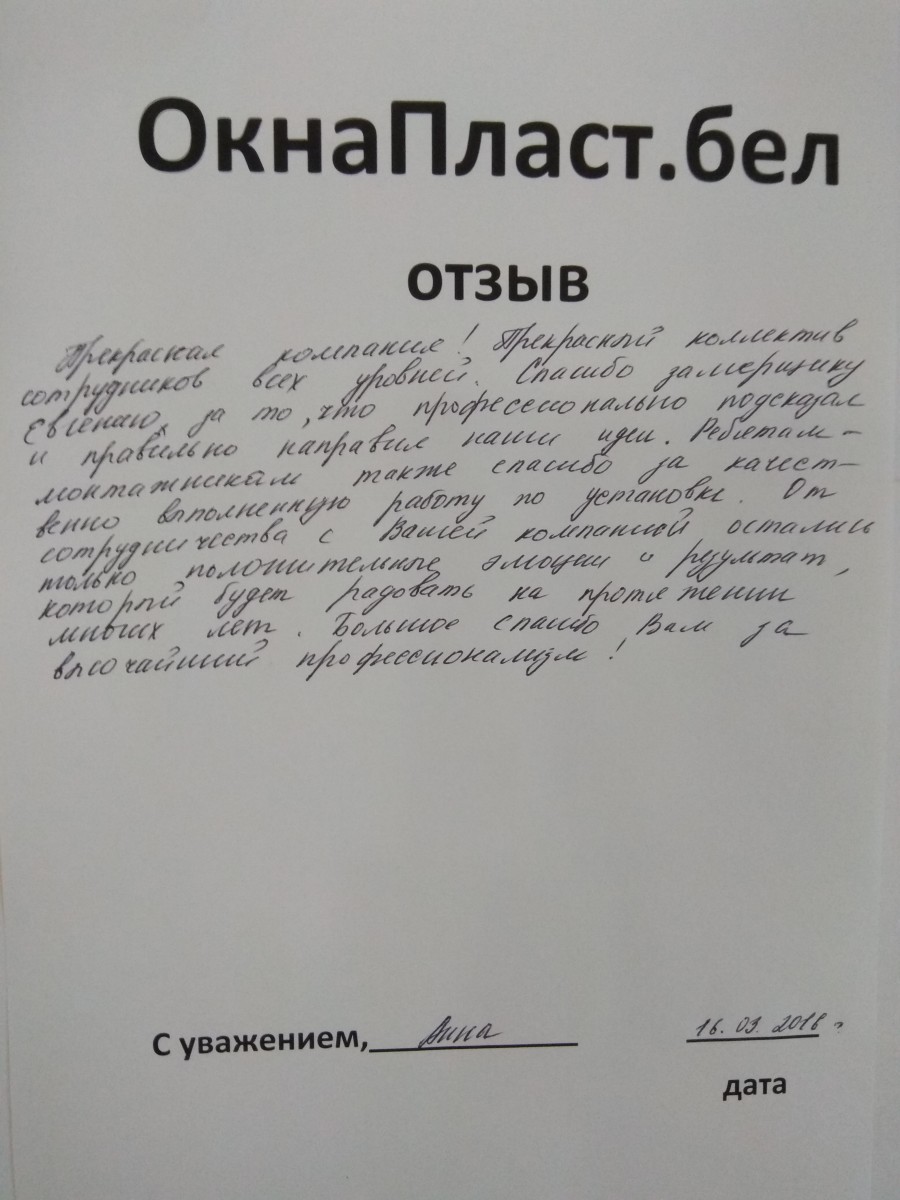 ОкнаПласт.бел
отзыв
Прекрасная компания! Прекрасный коллектив
сотрудников всех уровней. Спасибо замерщику
Евгению, за то, что профессионально подсказал
и правильно направил наши идеи. Ребятам-
монтажникам также спасибо за качест-
венно выполненную работу по установке. От
сотрудничества с Вашей компанией остались
только положительные эмоции и результат,
который будет радовать на протяжении
многих лет. Большое спасибо Вам за
высочайший профессионализм!
С уважением, Анна 16.03.2018 г
дата